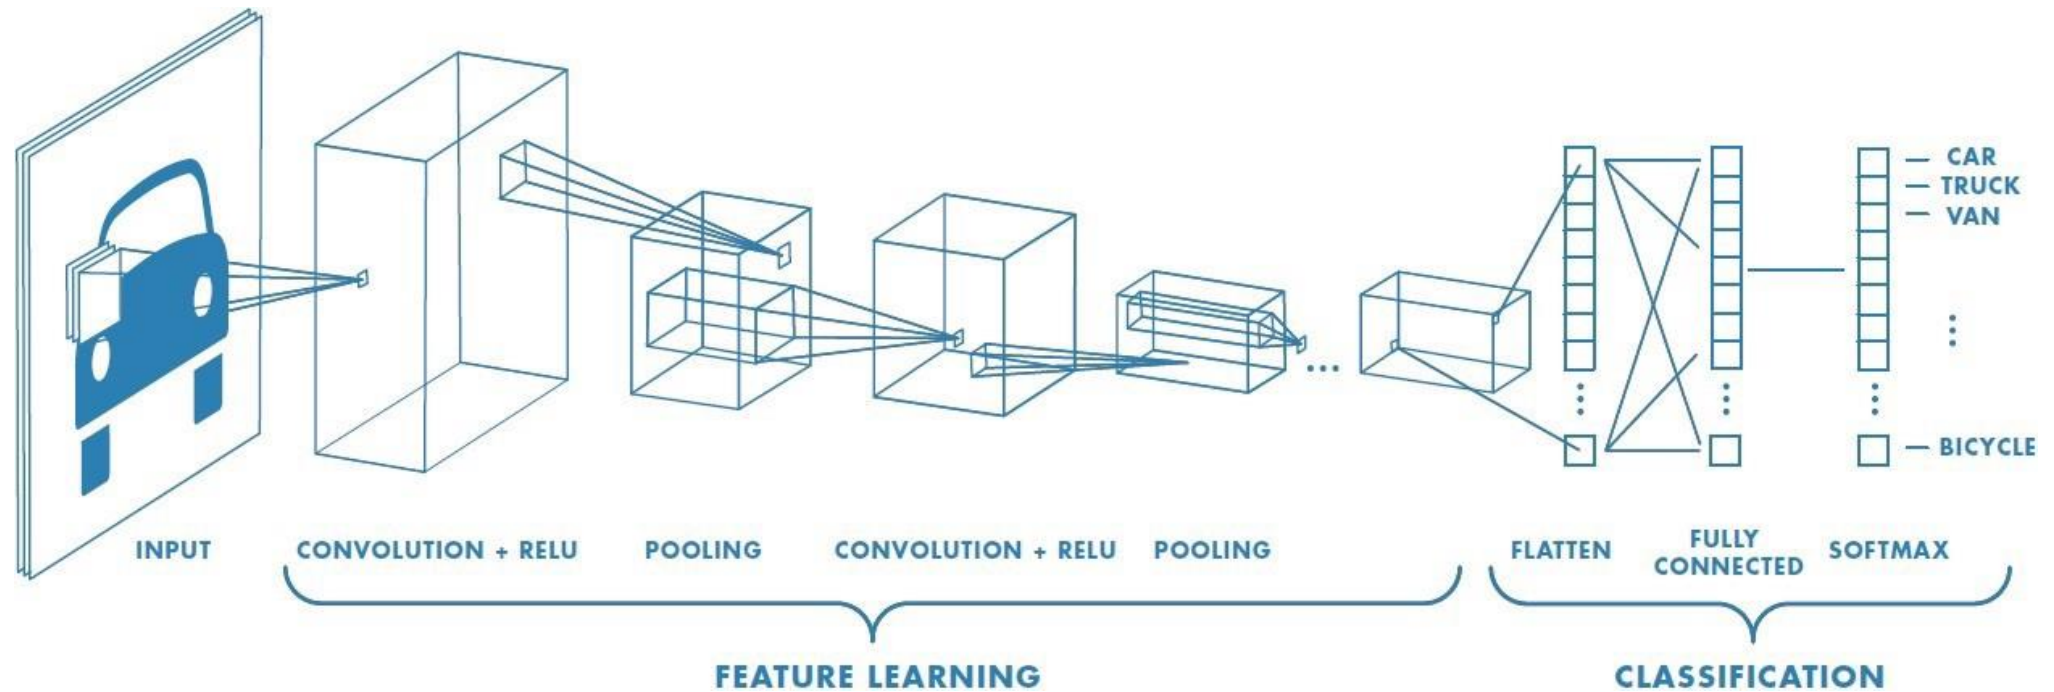 CAR
TRUCK
VAN
BICYCLE
INPUT
CONVOLUTION + RELU
POOLING
CONVOLUTION + RELU
POOLING
FLATTEN
FULLY
CONNECTED
SOFTMAX
FEATURE LEARNING
CLASSIFICATION